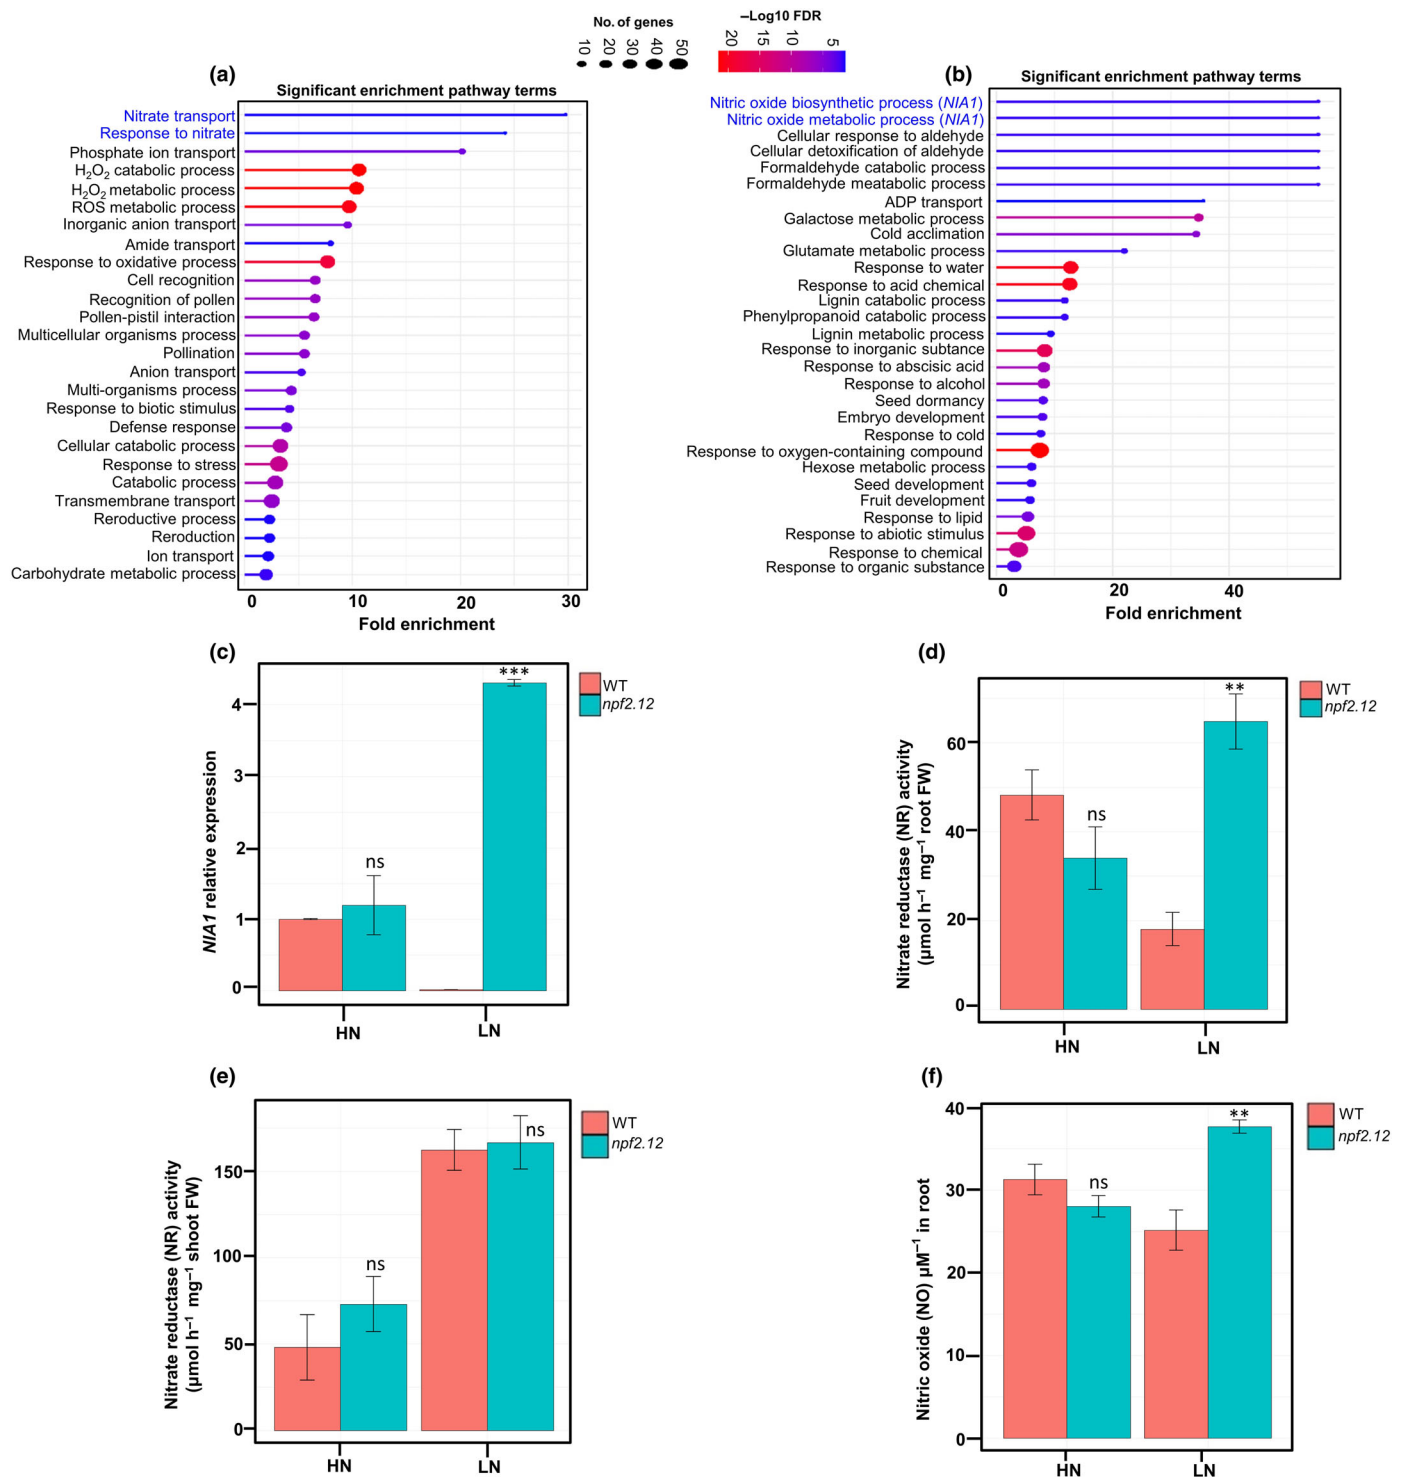 No. of genes
10 20 30 40 50
–Log10 FDR
20 15 10 5
(a)
Significant enrichment pathway terms
Nitrate transport
Response to nitrate
Phosphate ion transport
H2O2 catabolic process
H2O2 metabolic process
ROS metabolic process
Inorganic anion transport
Amide transport
Response to oxidative process
Cell recognition
Recognition of pollen
Pollen-pistil interaction
Multicellular organisms process
Pollination
Anion transport
Multi-organisms process
Response to biotic stimulus
Defense response
Cellular catabolic process
Response to stress
Catabolic process
Transmembrane transport
Reroductive process
Reroduction
Ion transport
Carbohydrate metabolic process
0 10 20 30
Fold enrichment
(b)
Significant enrichment pathway terms
Nitric oxide biosynthetic process (NIA1)
Nitric oxide metabolic process (NIA1)
Cellular response to aldehyde
Cellular detoxification of aldehyde
Formaldehyde catabolic process
Formaldehyde meatabolic process
ADP transport
Galactose metabolic process
Cold acclimation
Glutamate metabolic process
Response to water
Response to acid chemical
Lignin catabolic process
Phenylpropanoid catabolic process
Lignin metabolic process
Response to inorganic subtance
Response to abscisic acid
Response to alcohol
Seed dormancy
Embryo development
Response to cold
Response to oxygen-containing compound
Hexose metabolic process
Seed development
Fruit development
Response to lipid
Response to abiotic stimulus
Response to chemical
Response to organic substance
0 20 40
Fold enrichment
(c)
NIA1 relative expression
4
3
2
1
0
ns
***
HN LN
WT
npf2.12
(d)
Nitrate reductase (NR) activity
(µmol h⁻¹ mg⁻¹ root FW)
60
40
20
0
ns
**
HN LN
WT
npf2.12
(e)
Nitrate reductase (NR) activity
(µmol h⁻¹ mg⁻¹ shoot FW)
150
100
50
0
ns
ns
HN LN
WT
npf2.12
(f)
Nitric oxide (NO) µM⁻¹ in root
40
30
20
10
0
ns
**
HN LN
WT
npf2.12